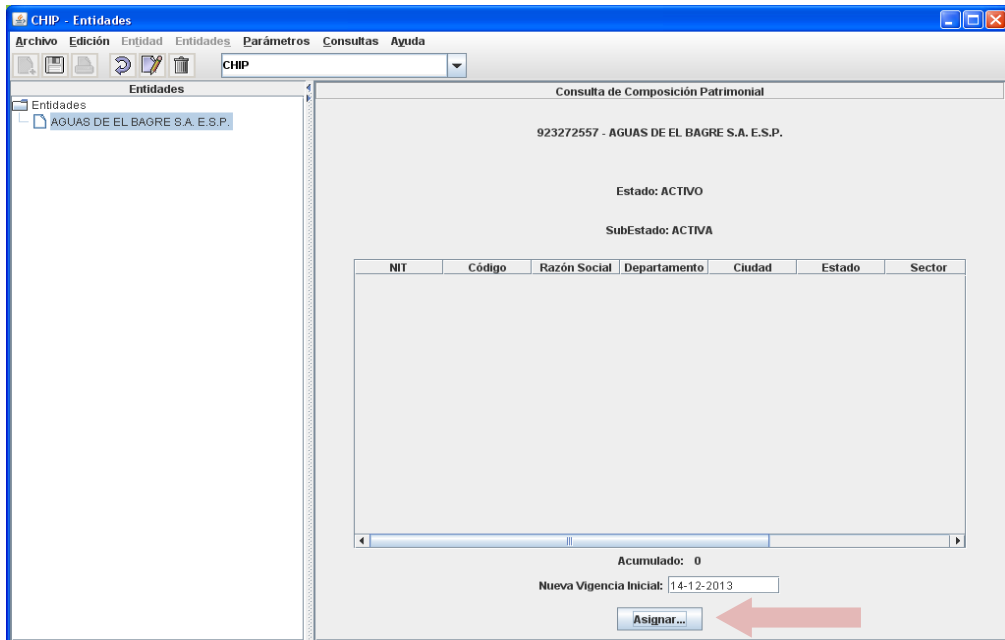 CHIP - Entidades
Archivo Edición Entidad Entidades Parámetros Consultas Ayuda
CHIP
Entidades
Entidades
AGUAS DE EL BAGRE S.A. E.S.P.
Consulta de Composición Patrimonial
923272557 - AGUAS DE EL BAGRE S.A. E.S.P.
Estado: ACTIVO
SubEstado: ACTIVA
NIT Código Razón Social Departamento Ciudad Estado Sector
Acumulado: 0
Nueva Vigencia Inicial: 14-12-2013
Asignar...